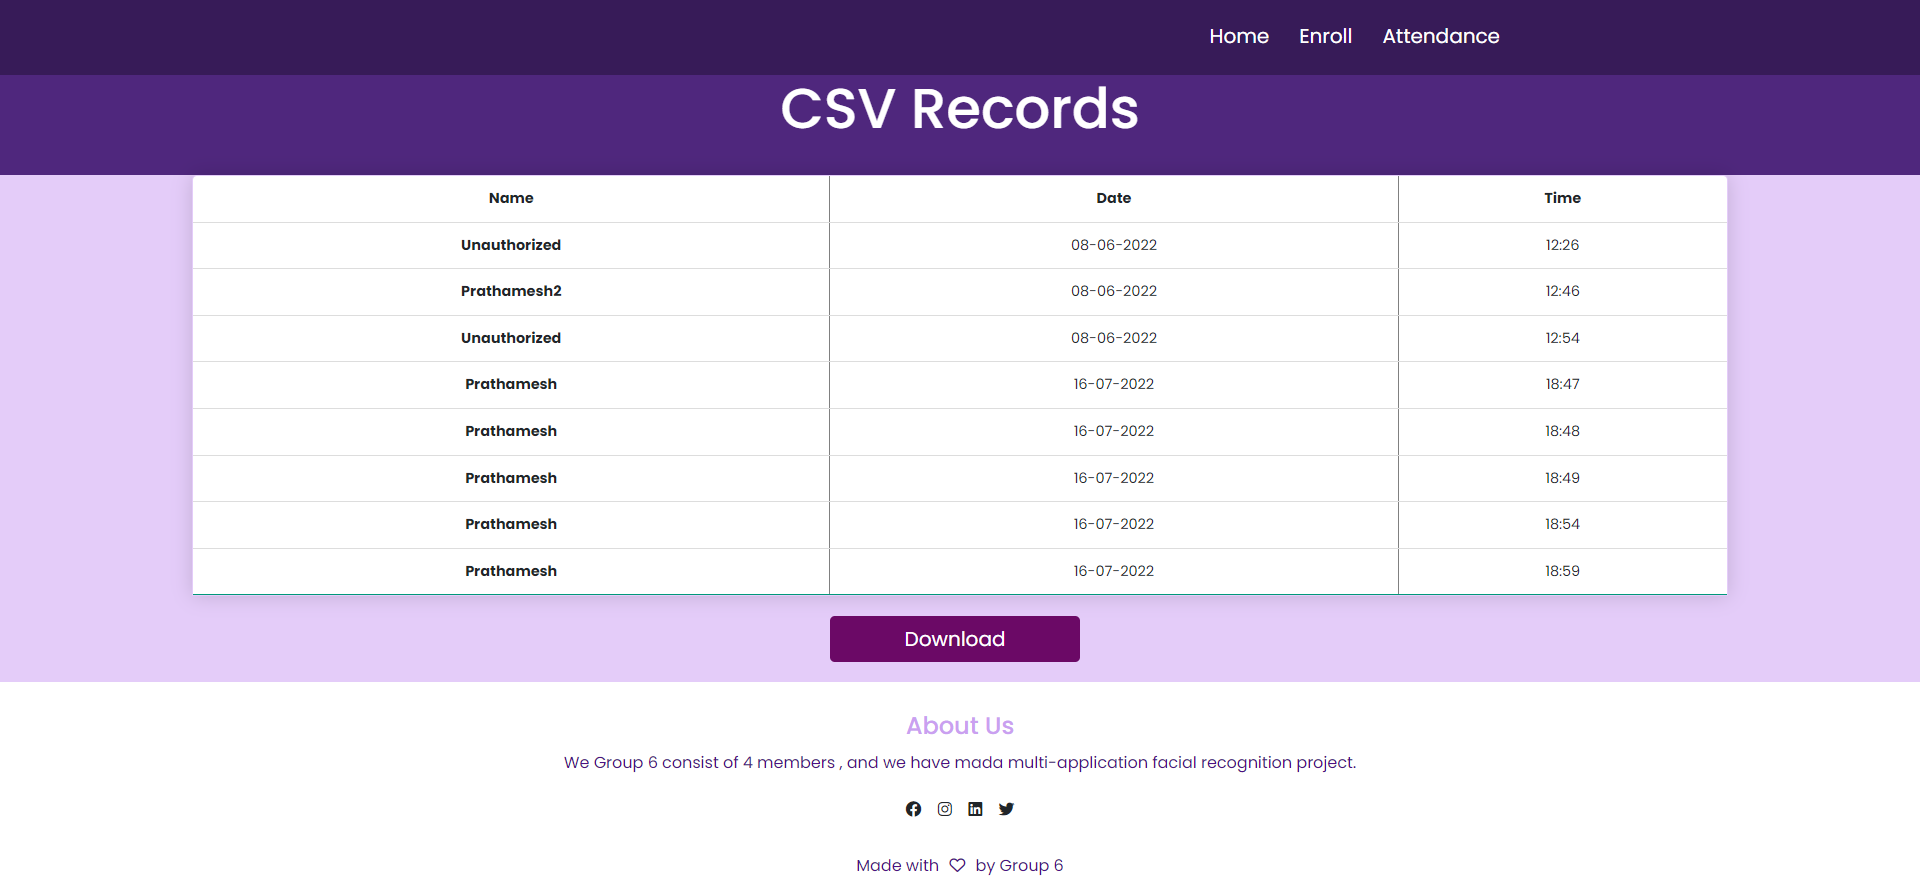 Home Enroll Attendance
CSV Records
Name Date Time
Unauthorized 08-06-2022 12:26
Prathamesh2 08-06-2022 12:46
Unauthorized 08-06-2022 12:54
Prathamesh 16-07-2022 18:47
Prathamesh 16-07-2022 18:48
Prathamesh 16-07-2022 18:49
Prathamesh 16-07-2022 18:54
Prathamesh 16-07-2022 18:59
Download
About Us
We Group 6 consist of 4 members , and we have mada multi-application facial recognition project.
Made with by Group 6